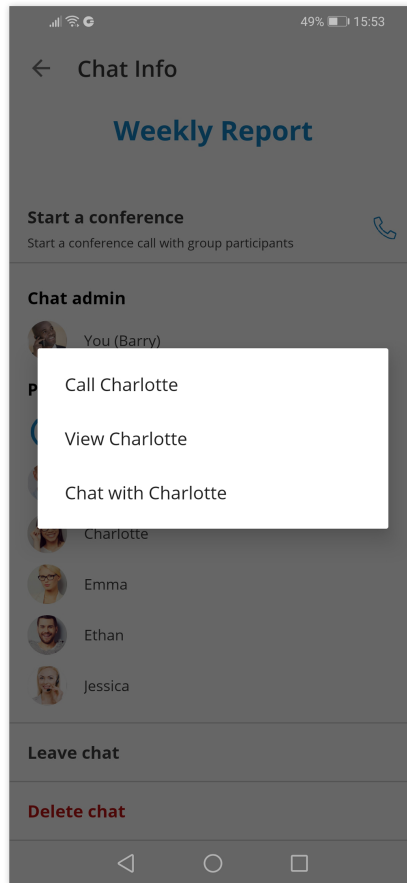 49% 15:53
Chat Info
Weekly Report
Start a conference
Start a conference call with group participants
Chat admin
You (Barry)
P
Call Charlotte
View Charlotte
Chat with Charlotte
Charlotte
Emma
Ethan
Jessica
Leave chat
Delete chat